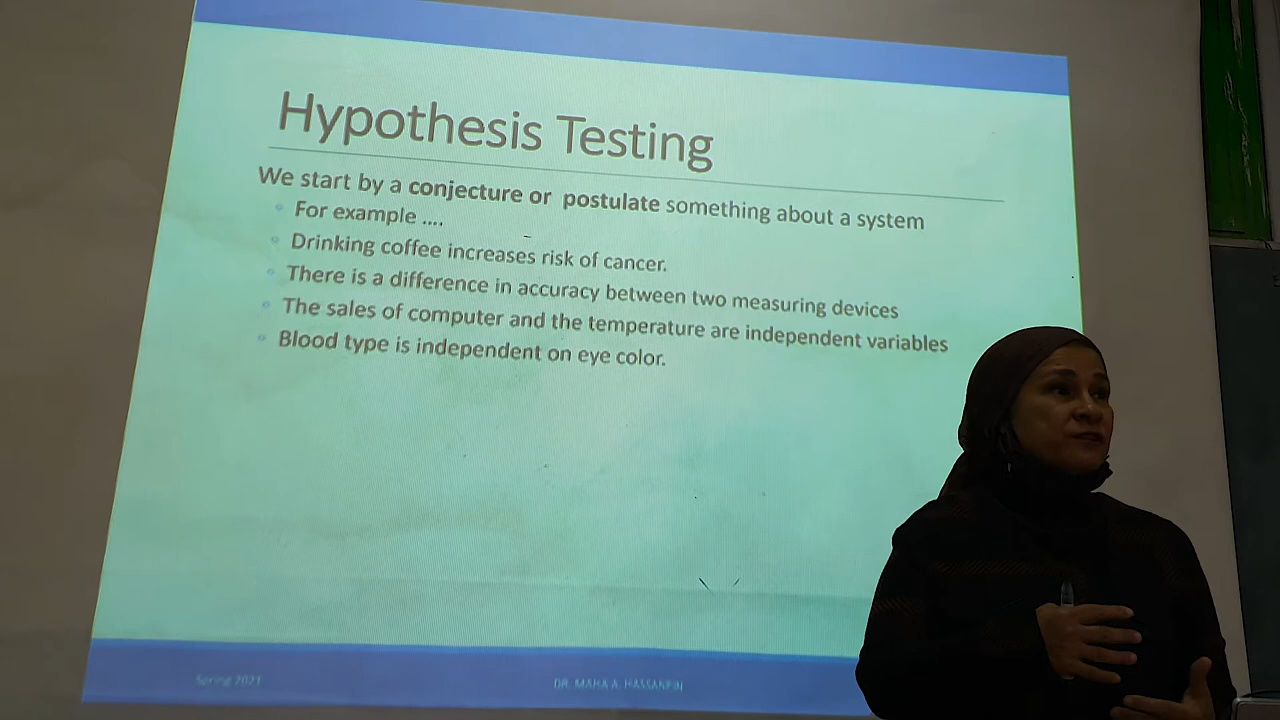 Hypothesis Testing
We start by a conjecture or postulate something about a system
For example ....
Drinking coffee increases risk of cancer.
There is a difference in accuracy between two measuring devices
The sales of computer and the temperature are independent variables
Blood type is independent on eye color.
Spring 2021
DR. MAHA A. HASSANEIN